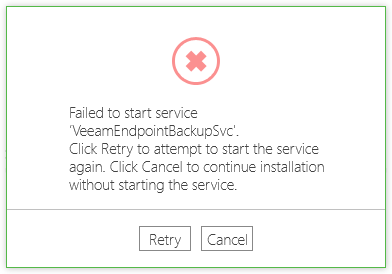 Failed to start service
'VeeamEndpointBackupSvc'.
Click Retry to attempt to start the service
again. Click Cancel to continue installation
without starting the service.
Retry Cancel